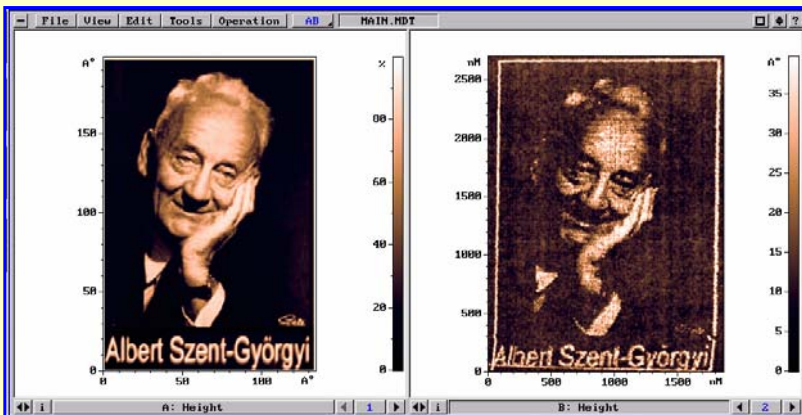 File View Edit Tools Operation AB MAIN.MDT ?
A° % nM A°
2500 35
80
150 2000 30
25
60
100 1500 20
40
1000 15
50 10
20 500
5
Albert Szent-Györgyi Albert Szent-Györgyi
0 0 0 0
0 50 100 A° 0 500 1000 1500 nM
i A: Height 1 i B: Height 2